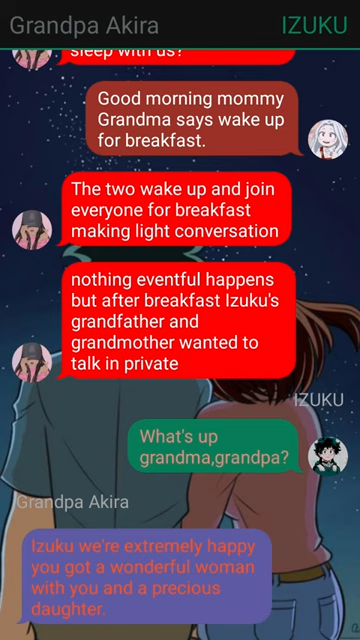 Grandpa Akira
IZUKU
sleep with us?
Good morning mommy
Grandma says wake up
for breakfast.
The two wake up and join
everyone for breakfast
making light conversation
nothing eventful happens
but after breakfast Izuku's
grandfather and
grandmother wanted to
talk in private
IZUKU
What's up
grandma,grandpa?
Grandpa Akira
Izuku we're extremely happy
you got a wonderful woman
with you and a precious
daughter.